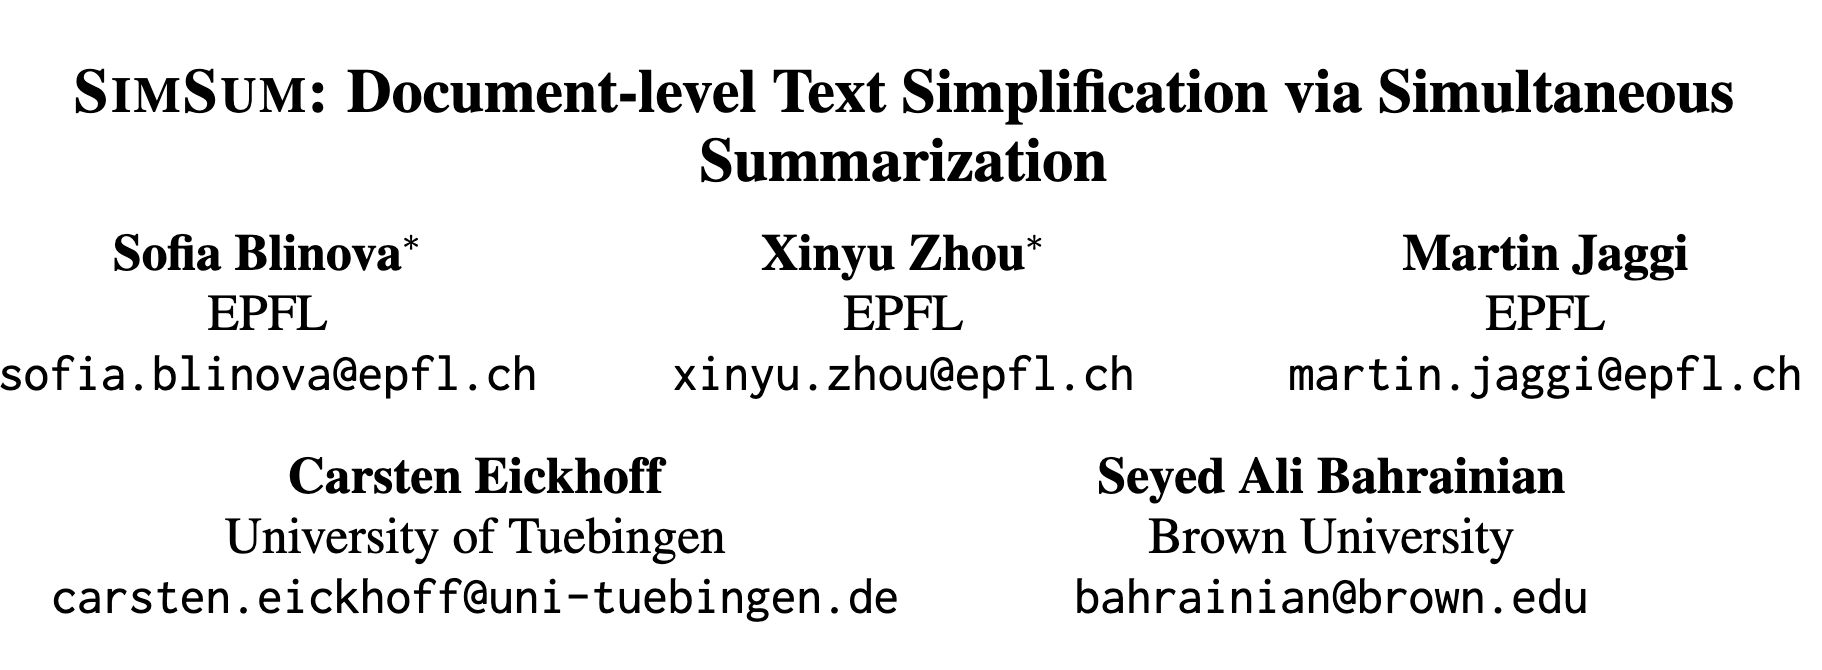 SIMSUM: Document-level Text Simplification via Simultaneous
Summarization
Sofia Blinova* Xinyu Zhou* Martin Jaggi
EPFL EPFL EPFL
sofia.blinova@epfl.ch xinyu.zhou@epfl.ch martin.jaggi@epfl.ch
Carsten Eickhoff Seyed Ali Bahrainian
University of Tuebingen Brown University
carsten.eickhoff@uni-tuebingen.de bahrainian@brown.edu